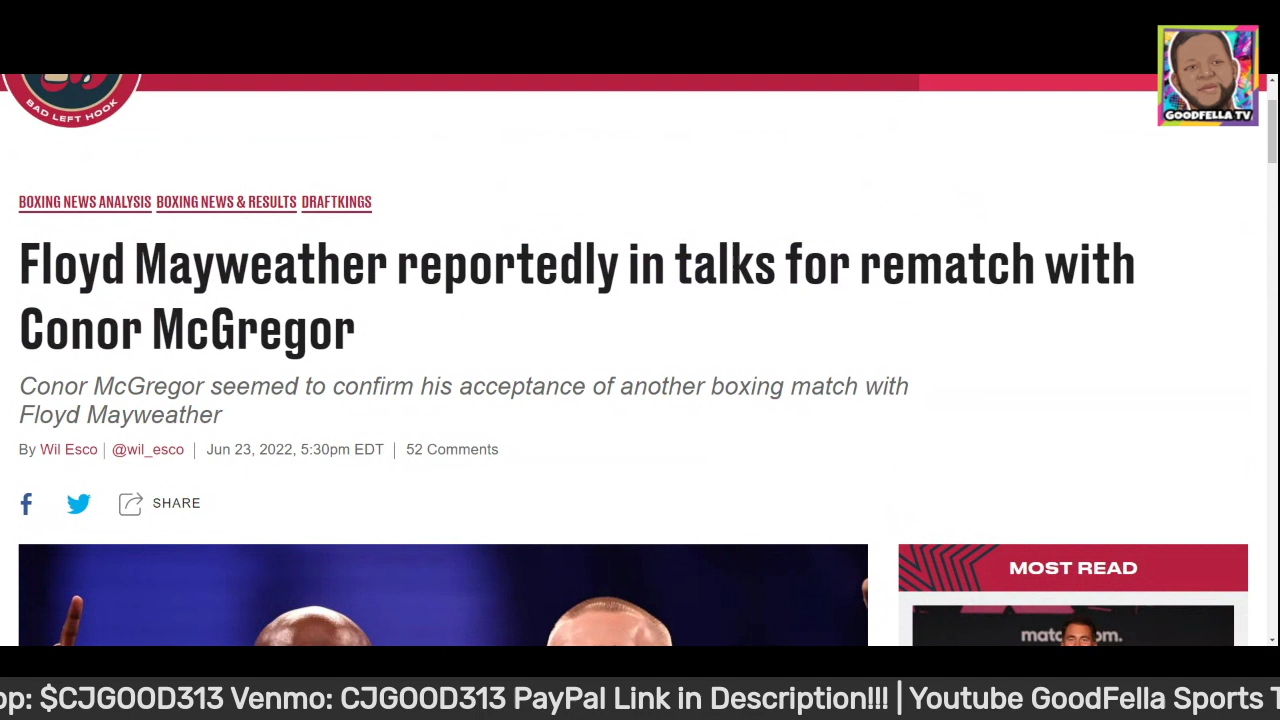 BAD LEFT HOOK
GOODFELLA TV
BOXING NEWS ANALYSIS BOXING NEWS & RESULTS DRAFTKINGS
Floyd Mayweather reportedly in talks for rematch with
Conor McGregor
Conor McGregor seemed to confirm his acceptance of another boxing match with
Floyd Mayweather
By Wil Esco | @wil_esco | Jun 23, 2022, 5:30pm EDT | 52 Comments
f SHARE
MOST READ
pp: $CJGOOD313 Venmo: CJGOOD313 PayPal Link in Description!!! | Youtube GoodFella Sports T